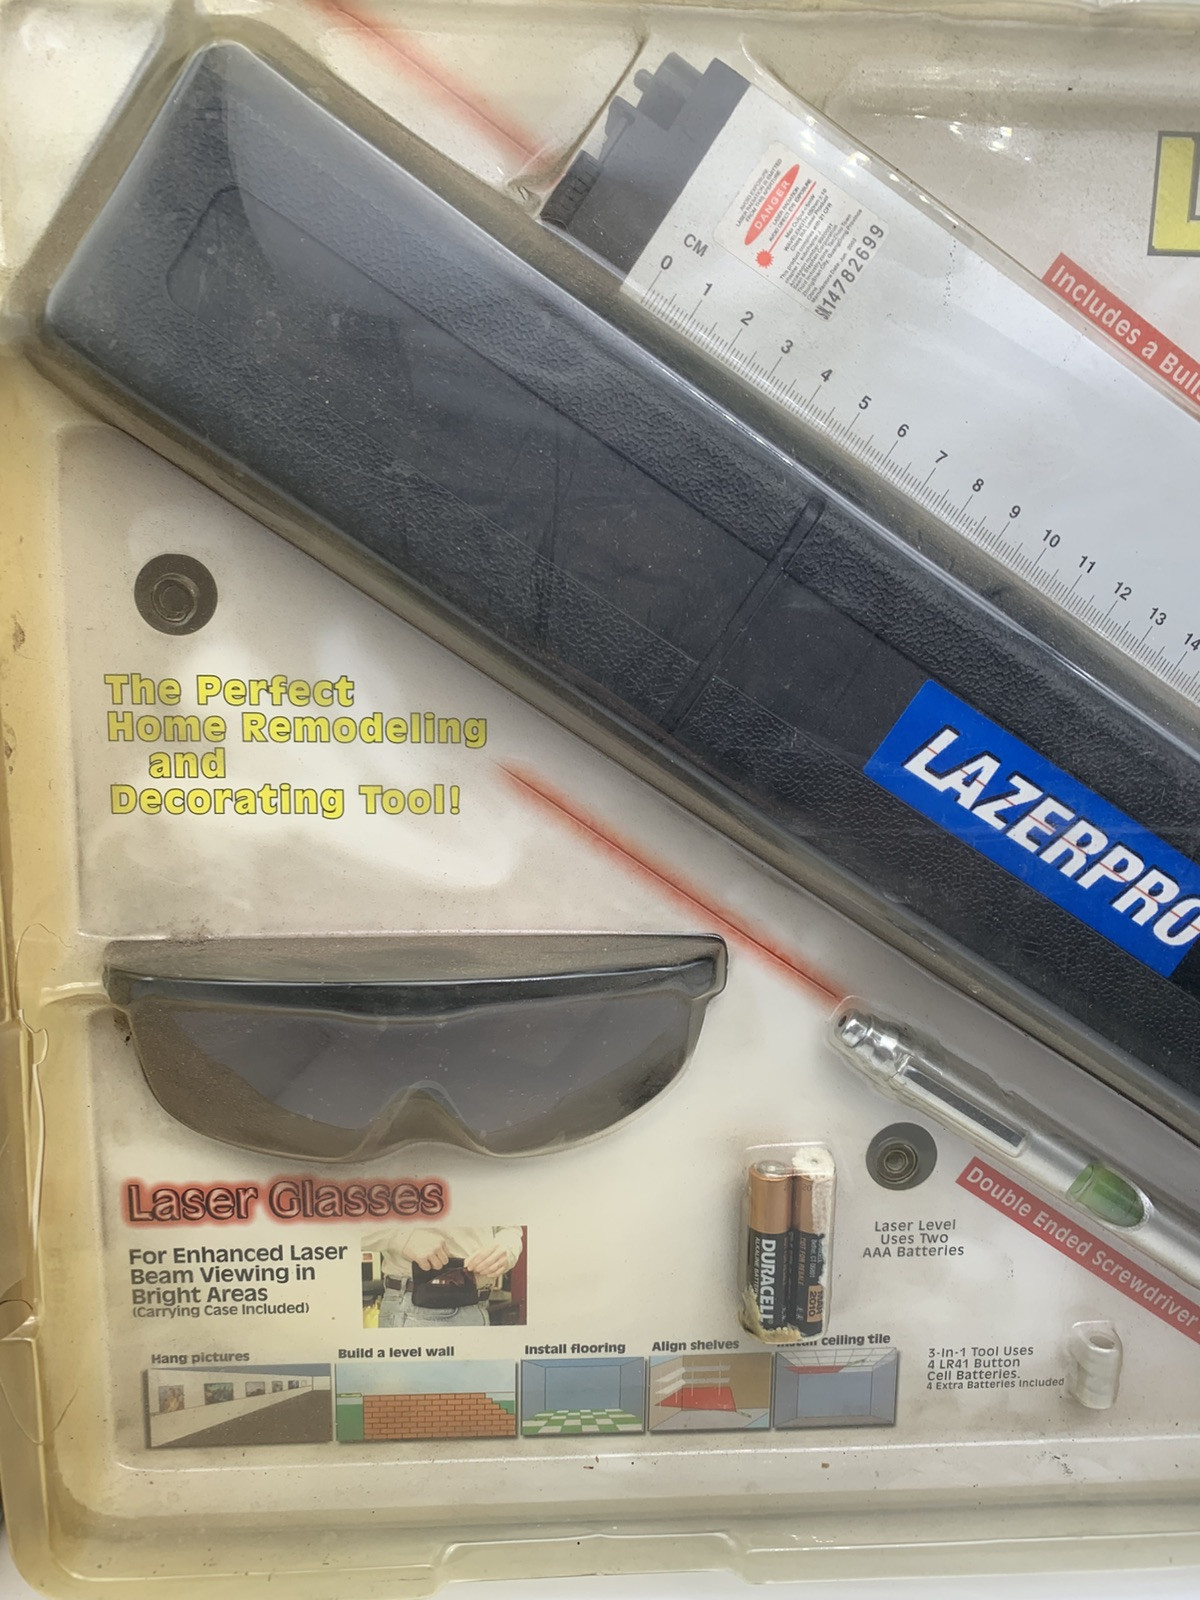 DANGER
SN14782699
CM
0 1 2 3 4 5 6 7 8 9 10 11 12 13 14
Includes a
LAZERPRO
The Perfect
Home Remodeling
and
Decorating Tool!
Laser Glasses
For Enhanced Laser
Beam Viewing in
Bright Areas
(Carrying Case Included)
DURACELL
Laser Level
Uses Two
AAA Batteries
Double Ended Screwdriver
Hang pictures
Build a level wall
Install flooring
Align shelves
ceiling tile
3-In-1 Tool Uses
4 LR41 Button
Cell Batteries.
4 Extra Batteries Included